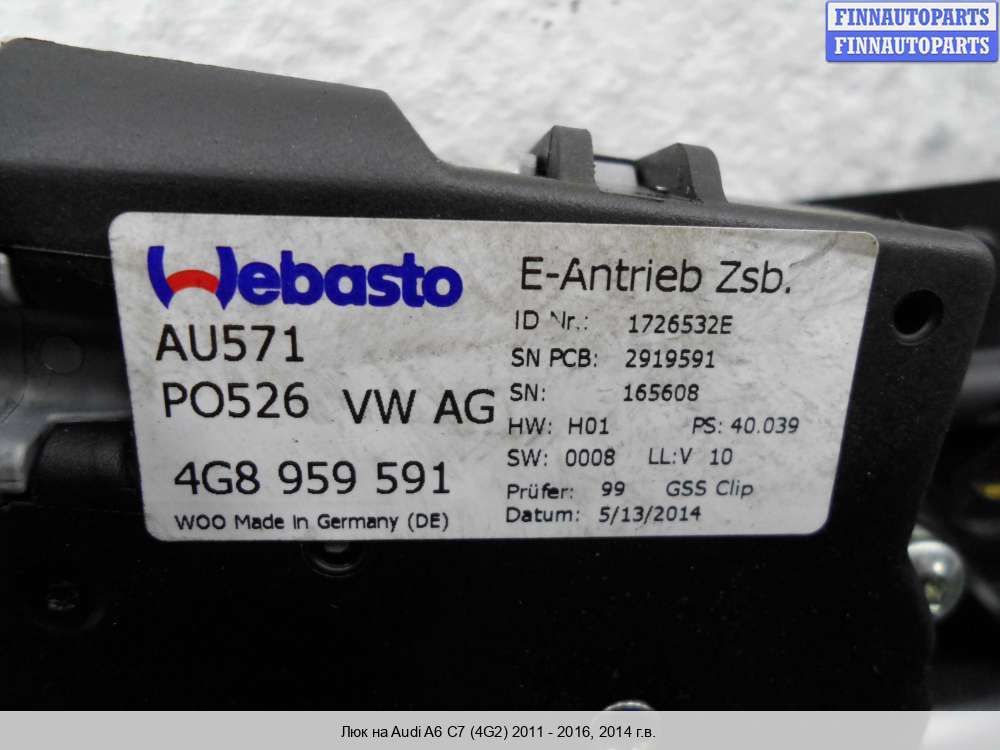 FINNAUTOPARTS
FINNAUTOPARTS
Webasto
E-Antrieb Zsb.
AU571
PO526 VW AG
4G8 959 591
WOO Made in Germany (DE)
ID Nr.: 1726532E
SN PCB: 2919591
SN: 165608
HW: H01 PS: 40.039
SW: 0008 LL:V 10
Prüfer: 99 GSS Clip
Datum: 5/13/2014
Люк на Audi A6 C7 (4G2) 2011 - 2016, 2014 г.в.